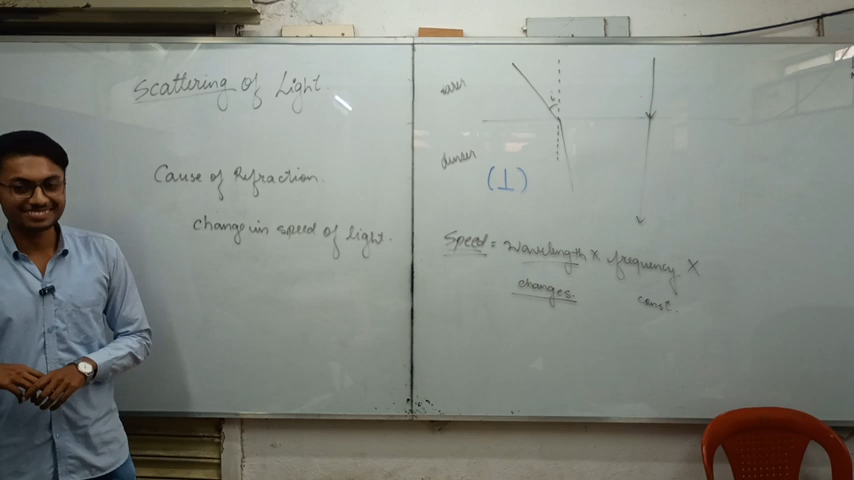 Scattering of Light.
Cause of Refraction.
change in speed of light.
rarer
i
denser
(⊥)
Speed = wavelength × frequency ×
changes.
const.